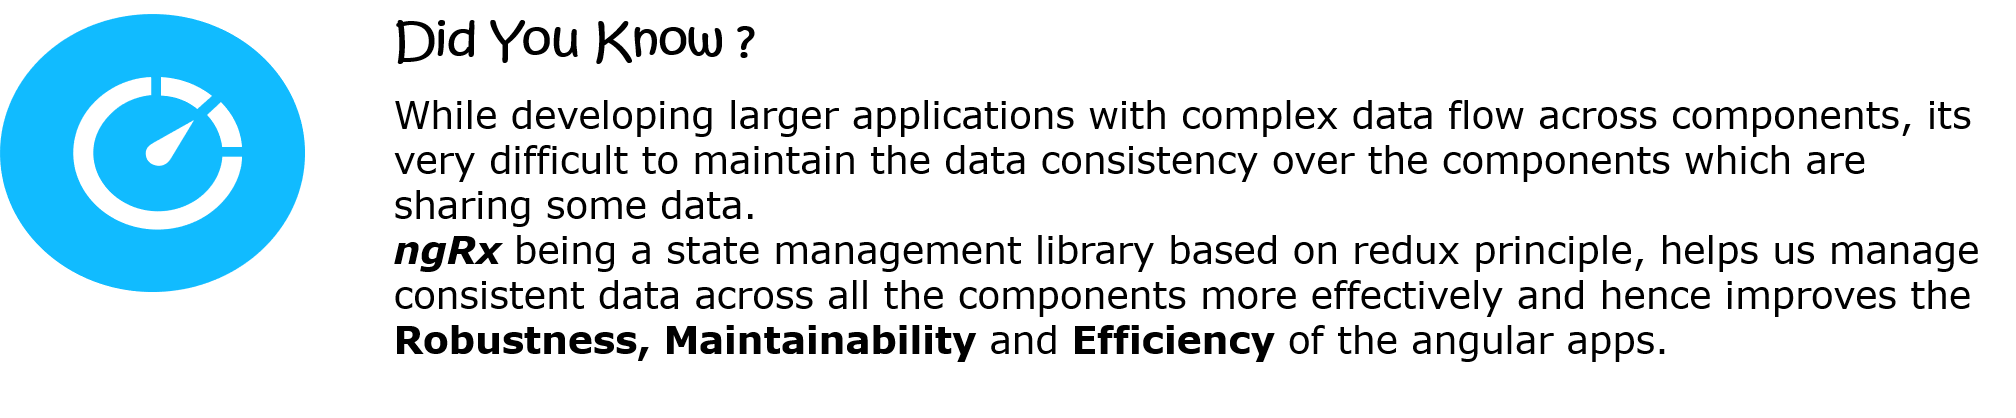 Did You Know ?
While developing larger applications with complex data flow across components, its
very difficult to maintain the data consistency over the components which are
sharing some data.
ngRx being a state management library based on redux principle, helps us manage
consistent data across all the components more effectively and hence improves the
Robustness, Maintainability and Efficiency of the angular apps.